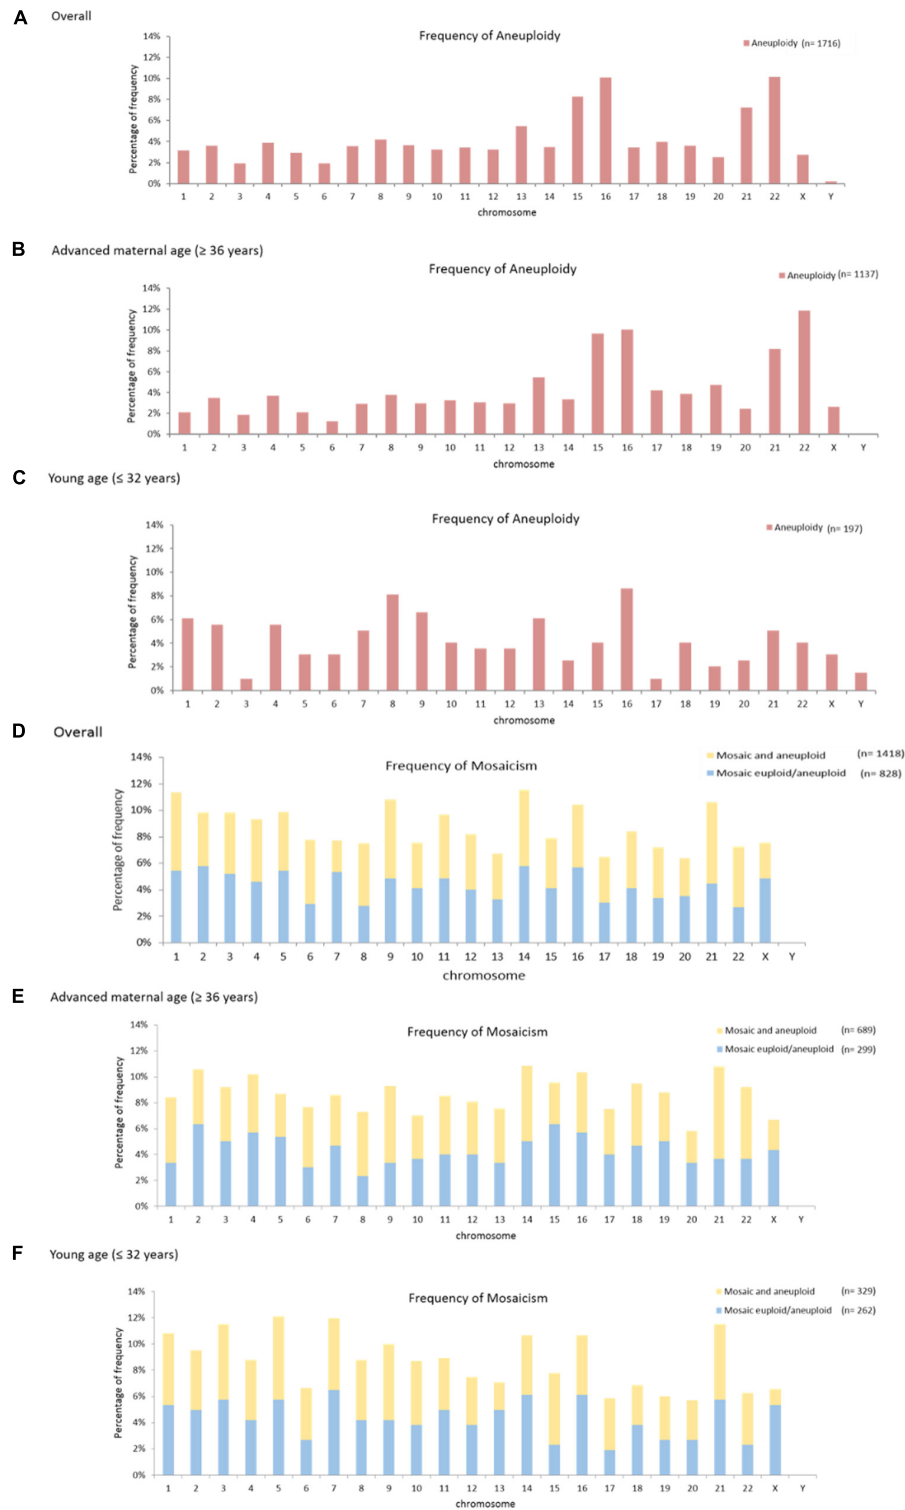 A Overall
Frequency of Aneuploidy
Aneuploidy (n= 1716)
Percentage of frequency
14%
12%
10%
8%
6%
4%
2%
0%
1 2 3 4 5 6 7 8 9 10 11 12 13 14 15 16 17 18 19 20 21 22 X Y
chromosome
B Advanced maternal age (≥ 36 years)
Frequency of Aneuploidy
Aneuploidy (n= 1137)
Percentage of frequency
14%
12%
10%
8%
6%
4%
2%
0%
1 2 3 4 5 6 7 8 9 10 11 12 13 14 15 16 17 18 19 20 21 22 X Y
chromosome
C Young age (≤ 32 years)
Frequency of Aneuploidy
Aneuploidy (n= 197)
Percentage of frequency
14%
12%
10%
8%
6%
4%
2%
0%
1 2 3 4 5 6 7 8 9 10 11 12 13 14 15 16 17 18 19 20 21 22 X Y
chromosome
D Overall
Frequency of Mosaicism
Mosaic and aneuploid (n= 1418)
Mosaic euploid/aneuploid (n= 828)
Percentage of frequency
14%
12%
10%
8%
6%
4%
2%
0%
1 2 3 4 5 6 7 8 9 10 11 12 13 14 15 16 17 18 19 20 21 22 X Y
chromosome
E Advanced maternal age (≥ 36 years)
Frequency of Mosaicism
Mosaic and aneuploid (n= 689)
Mosaic euploid/aneuploid (n= 299)
Percentage of frequency
14%
12%
10%
8%
6%
4%
2%
0%
1 2 3 4 5 6 7 8 9 10 11 12 13 14 15 16 17 18 19 20 21 22 X Y
chromosome
F Young age (≤ 32 years)
Frequency of Mosaicism
Mosaic and aneuploid (n= 329)
Mosaic euploid/aneuploid (n= 262)
Percentage of frequency
14%
12%
10%
8%
6%
4%
2%
0%
1 2 3 4 5 6 7 8 9 10 11 12 13 14 15 16 17 18 19 20 21 22 X Y
chromosome